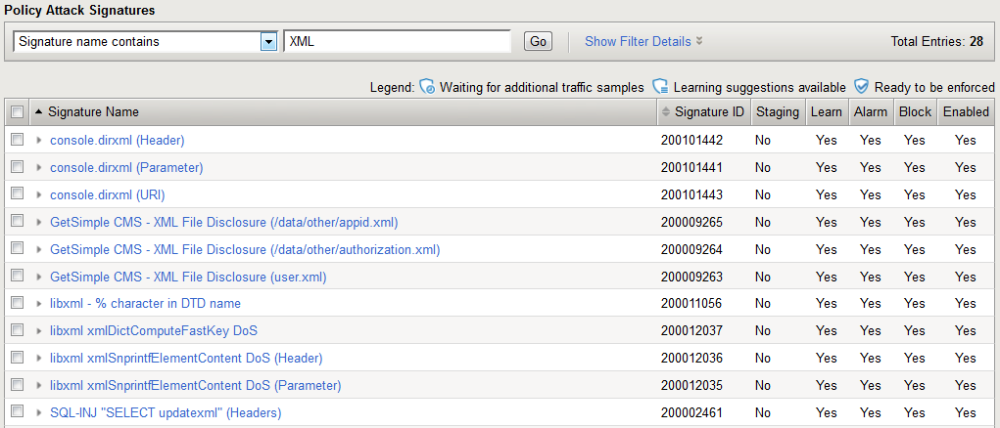 Policy Attack Signatures
Signature name contains XML Go Show Filter Details Total Entries: 28
Legend: Waiting for additional traffic samples Learning suggestions available Ready to be enforced
Signature Name Signature ID Staging Learn Alarm Block Enabled
console.dirxml (Header) 200101442 No Yes Yes Yes Yes
console.dirxml (Parameter) 200101441 No Yes Yes Yes Yes
console.dirxml (URI) 200101443 No Yes Yes Yes Yes
GetSimple CMS - XML File Disclosure (/data/other/appid.xml) 200009265 No Yes Yes Yes Yes
GetSimple CMS - XML File Disclosure (/data/other/authorization.xml) 200009264 No Yes Yes Yes Yes
GetSimple CMS - XML File Disclosure (user.xml) 200009263 No Yes Yes Yes Yes
libxml - % character in DTD name 200011056 No Yes Yes Yes Yes
libxml xmlDictComputeFastKey DoS 200012037 No Yes Yes Yes Yes
libxml xmlSnprintfElementContent DoS (Header) 200012036 No Yes Yes Yes Yes
libxml xmlSnprintfElementContent DoS (Parameter) 200012035 No Yes Yes Yes Yes
SQL-INJ "SELECT updatexml" (Headers) 200002461 No Yes Yes Yes Yes